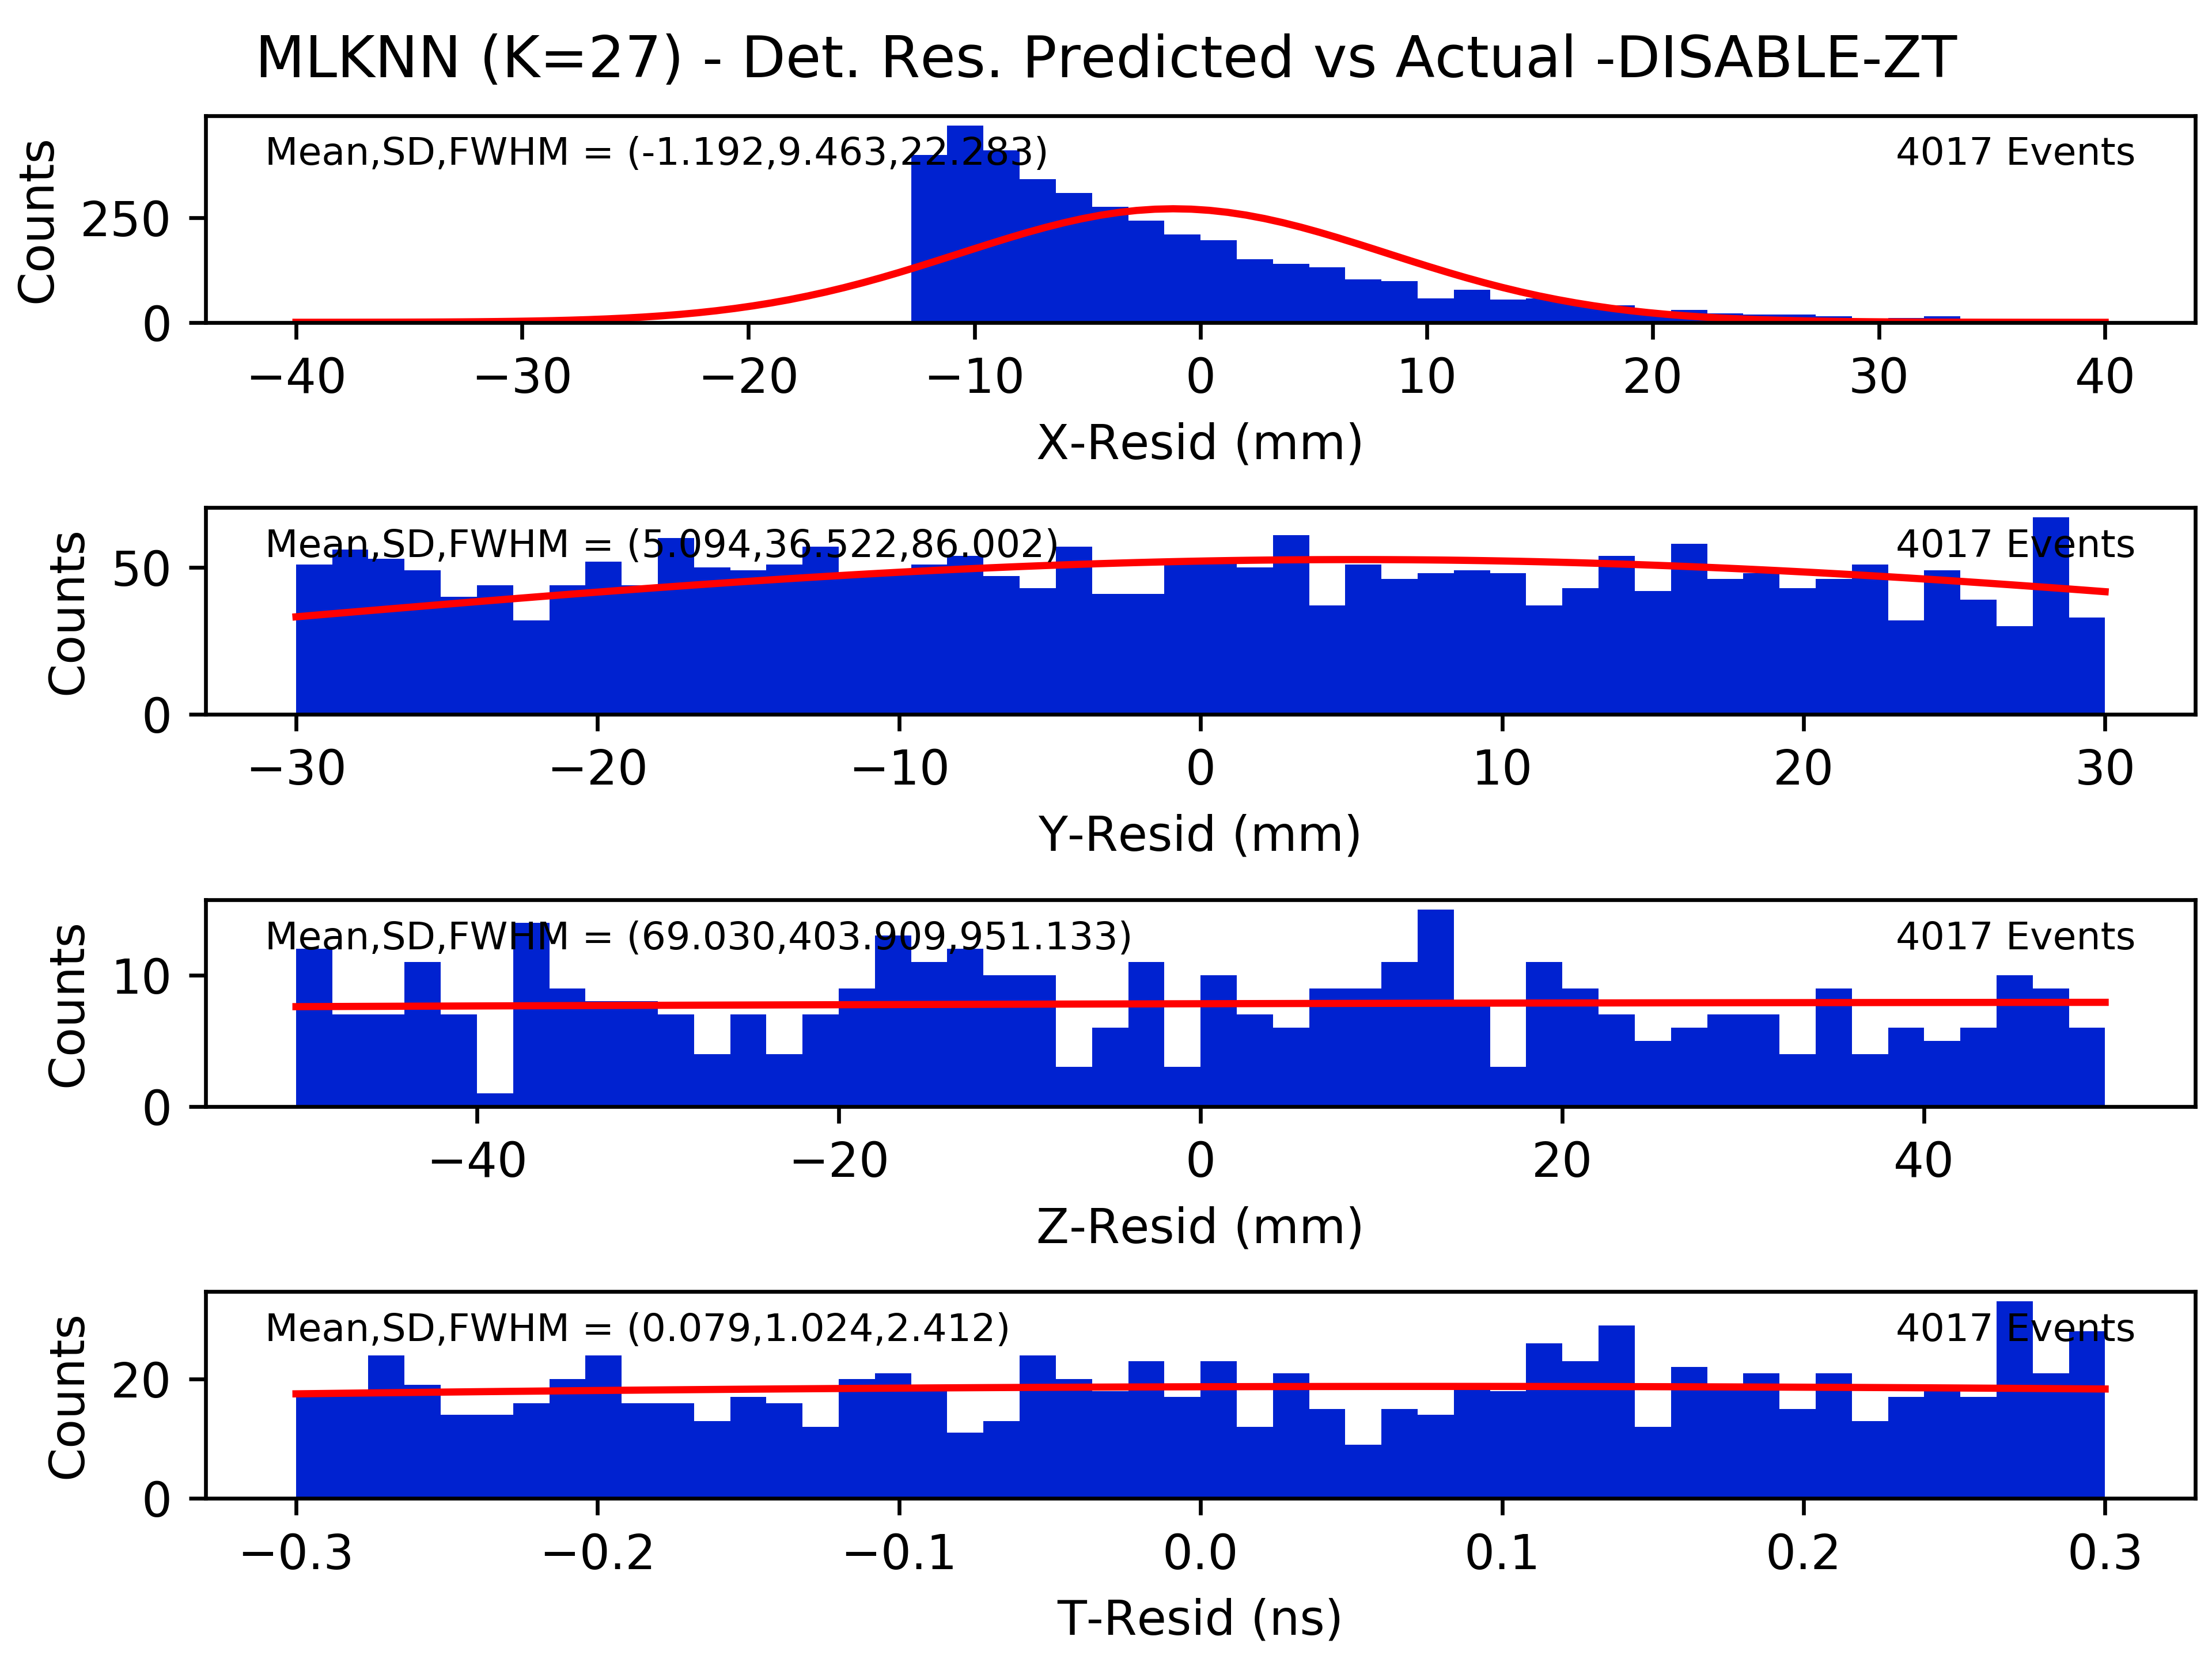 MLKNN (K=27) - Det. Res. Predicted vs Actual -DISABLE-ZT
Counts
250
0
Mean,SD,FWHM = (-1.192,9.463,22.283)
4017 Events
−40 −30 −20 −10 0 10 20 30 40
X-Resid (mm)
Counts
50
0
Mean,SD,FWHM = (5.094,36.522,86.002)
4017 Events
−30 −20 −10 0 10 20 30
Y-Resid (mm)
Counts
10
0
Mean,SD,FWHM = (69.030,403.909,951.133)
4017 Events
−40 −20 0 20 40
Z-Resid (mm)
Counts
20
0
Mean,SD,FWHM = (0.079,1.024,2.412)
4017 Events
−0.3 −0.2 −0.1 0.0 0.1 0.2 0.3
T-Resid (ns)